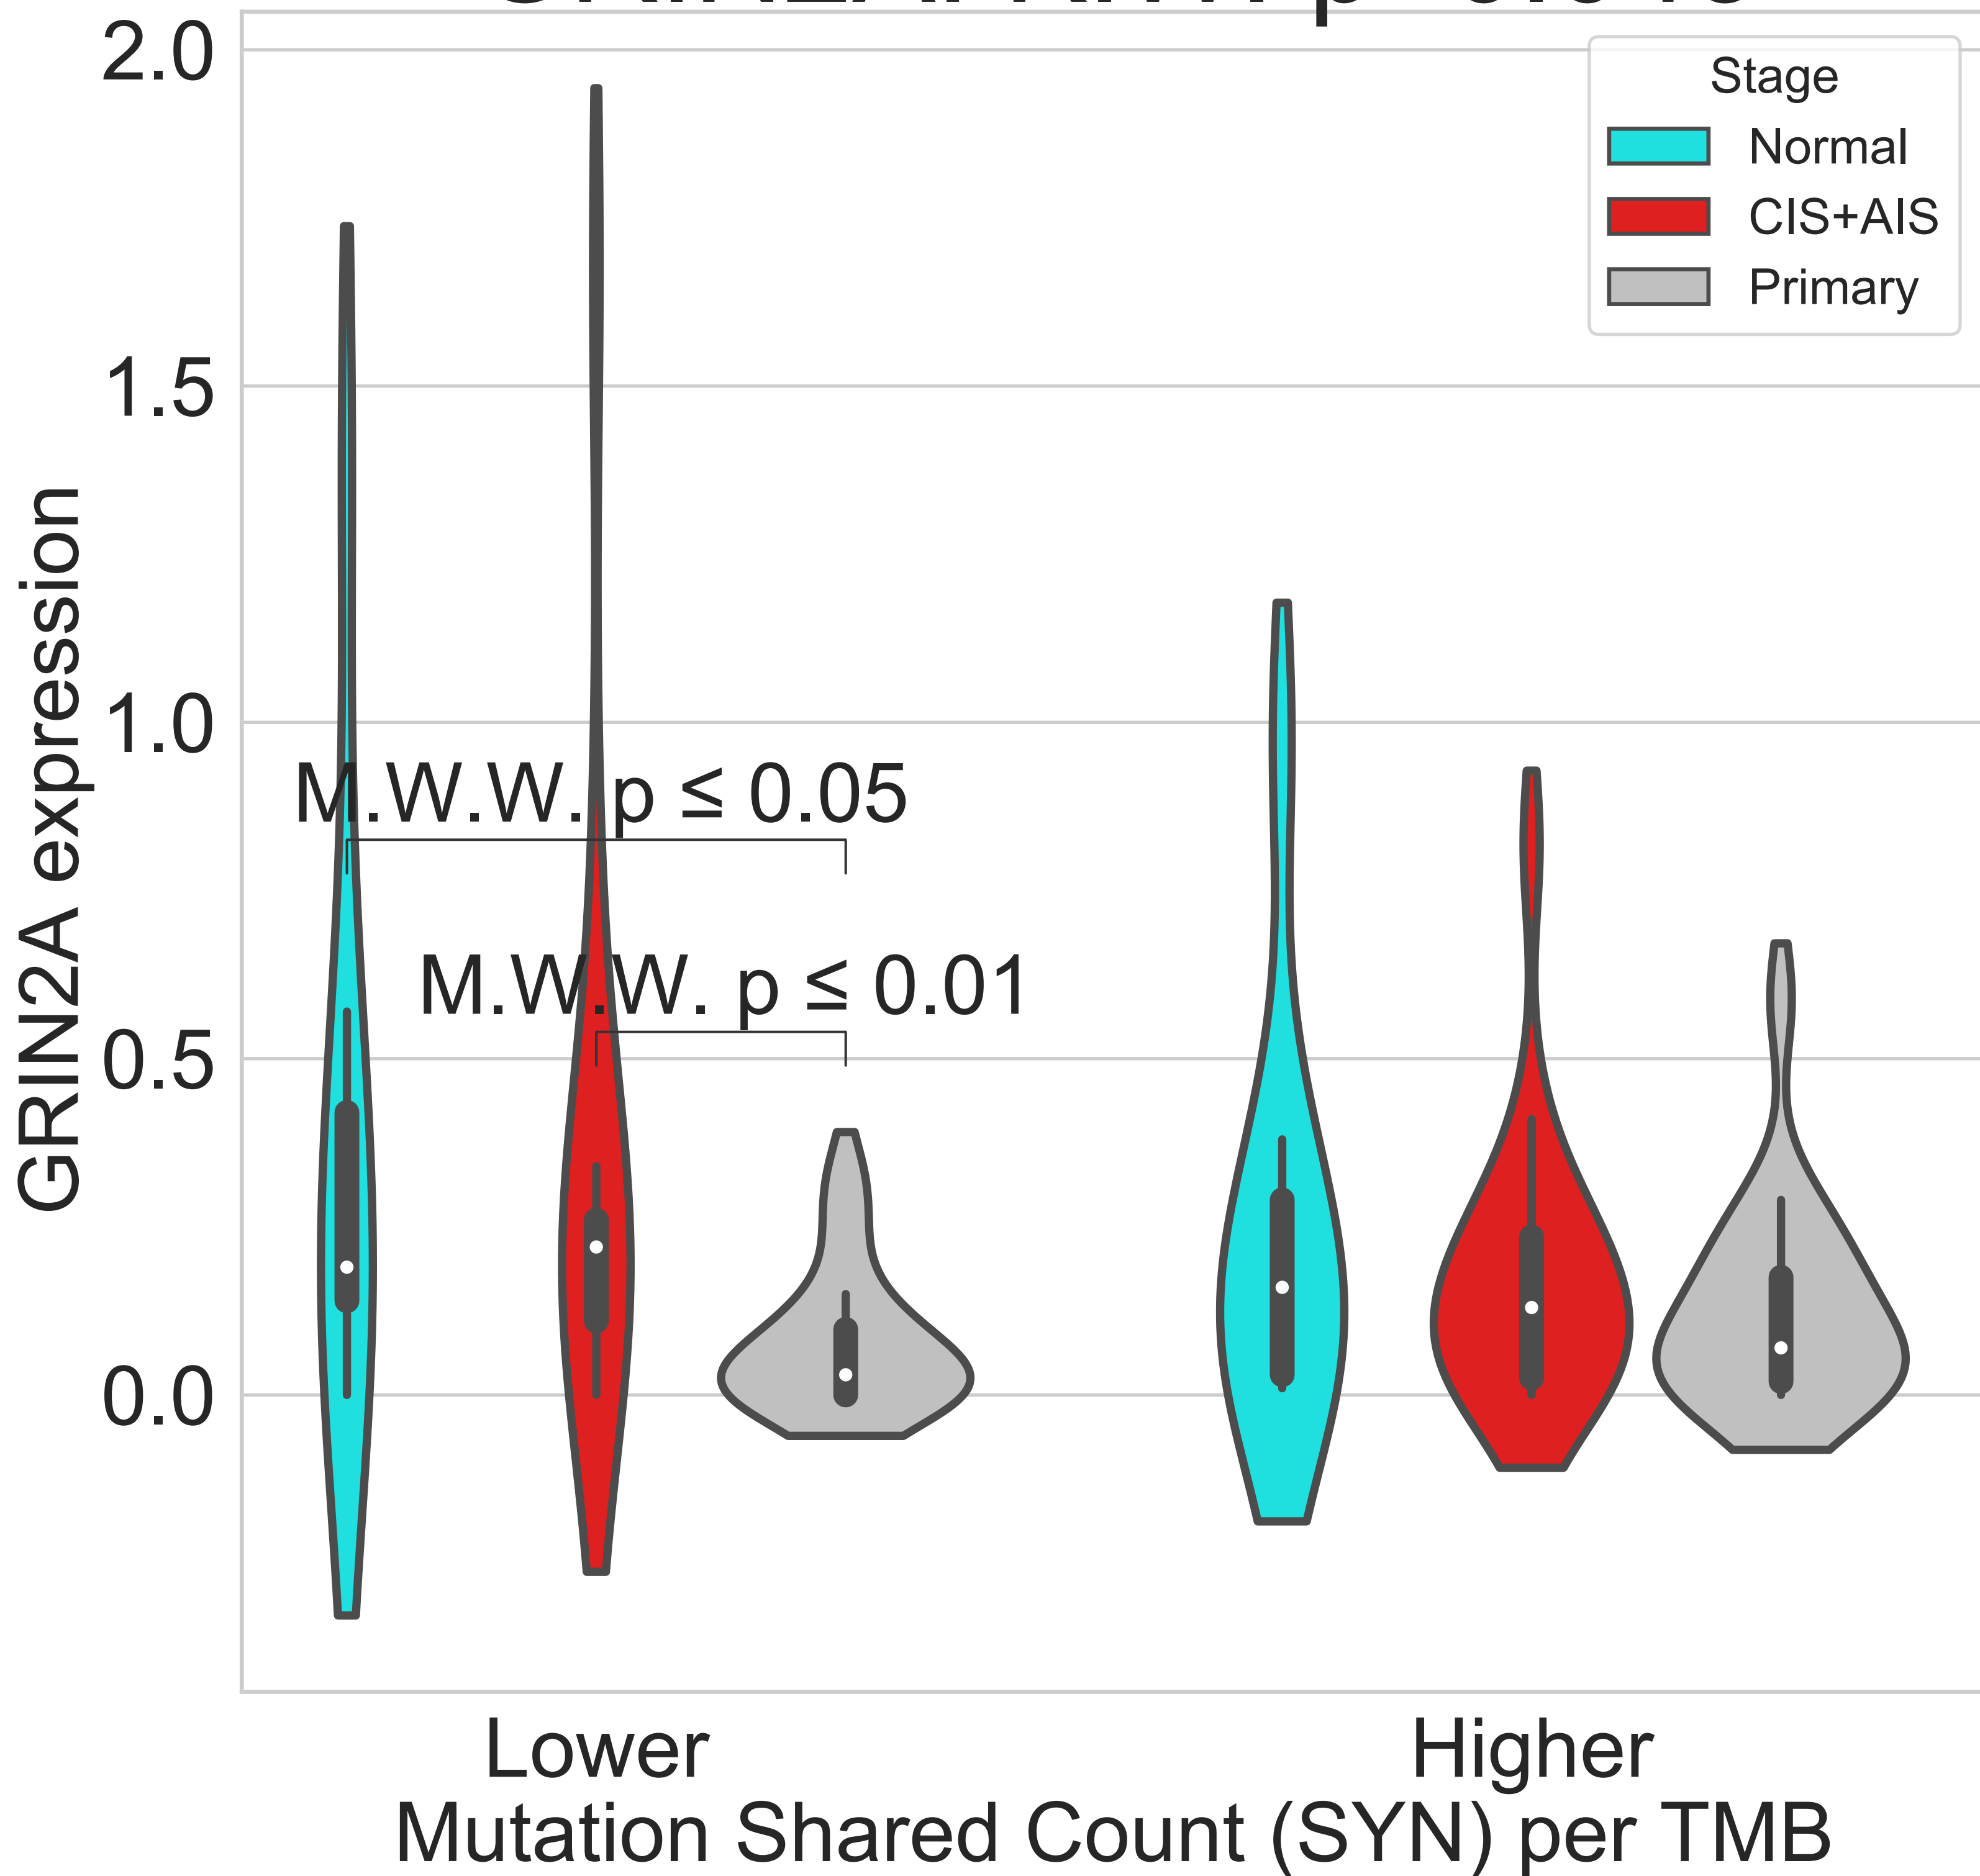 2.0
1.5
1.0
0.5
0.0
GRIN2A expression
Stage
Normal
CIS+AIS
Primary
M.W.W. p ≤ 0.05
M.W.W. p ≤ 0.01
Lower
Higher
Mutation Shared Count (SYN) per TMB